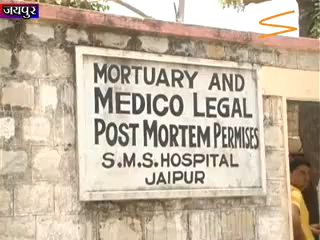 जयपुर
MORTUARY AND
MEDICO LEGAL
POST MORTEM PERMISES
S.M.S. HOSPITAL
JAIPUR